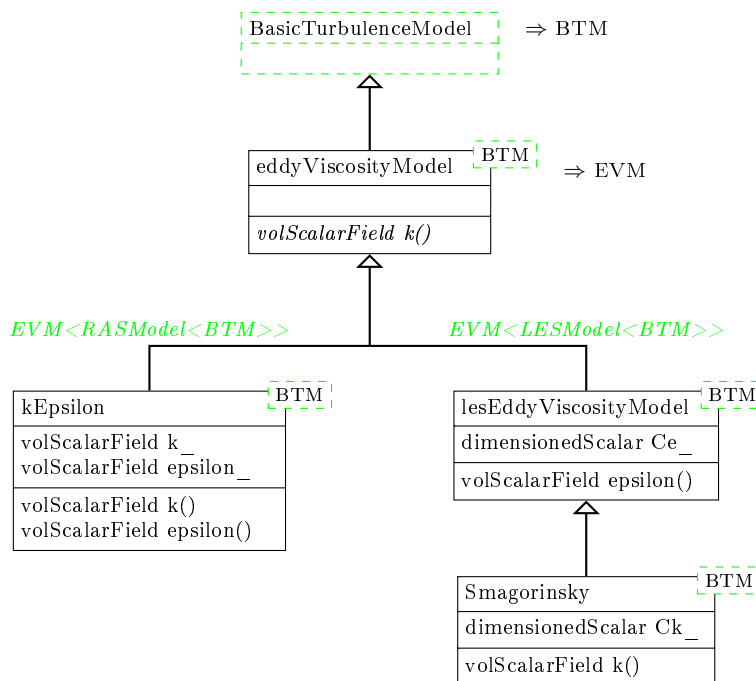 BasicTurbulenceModel ⇒ BTM
BTM
eddyViscosityModel
⇒ EVM
volScalarField k()
EVM<RASModel<BTM>> EVM<LESModel<BTM>>
BTM
kEpsilon
volScalarField k_
volScalarField epsilon_
volScalarField k()
volScalarField epsilon()
BTM
lesEddyViscosityModel
dimensionedScalar Ce_
volScalarField epsilon()
BTM
Smagorinsky
dimensionedScalar Ck_
volScalarField k()